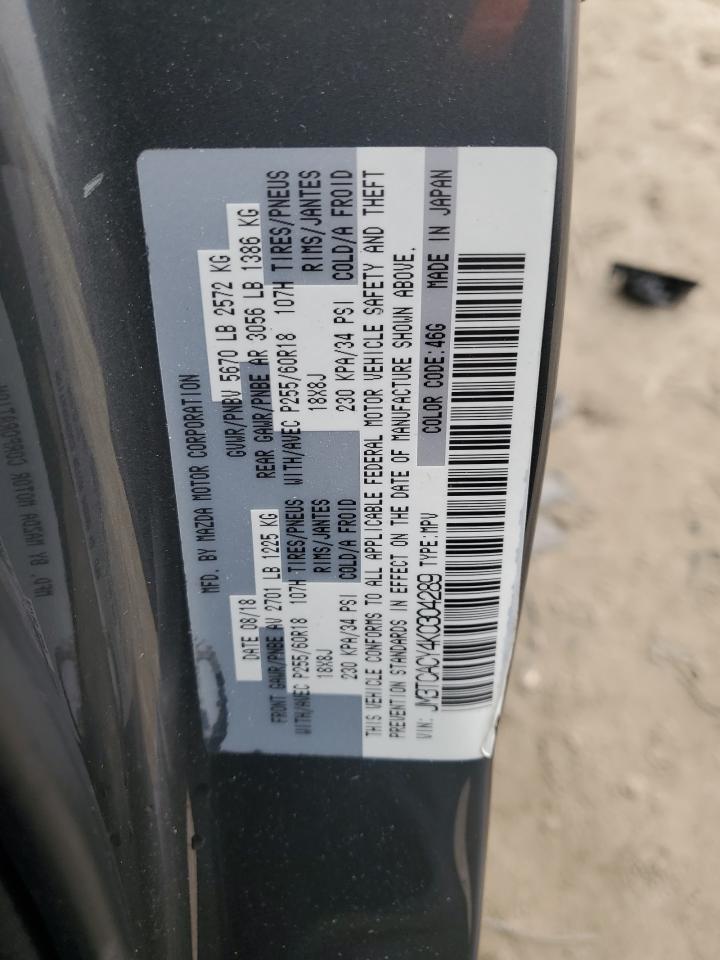 MFD. BY MAZDA MOTOR CORPORATION
DATE 08/18 GVWR/PNBV 5670 LB 2572 KG
FRONT GAWR/PNBE AV 2701 LB 1225 KG REAR GAWR/PNBE AR 3056 LB 1386 KG
WITH/AVEC P255/60R18 107H TIRES/PNEUS WITH/AVEC P255/60R18 107H TIRES/PNEUS
18X8J RIMS/JANTES 18X8J RIMS/JANTES
230 KPA/34 PSI COLD/A FROID 230 KPA/34 PSI COLD/A FROID
THIS VEHICLE CONFORMS TO ALL APPLICABLE FEDERAL MOTOR VEHICLE SAFETY AND THEFT
PREVENTION STANDARDS IN EFFECT ON THE DATE OF MANUFACTURE SHOWN ABOVE.
VIN: JM3TCACY4K0304289 TYPE:MPV COLOR CODE:46G MADE IN JAPAN